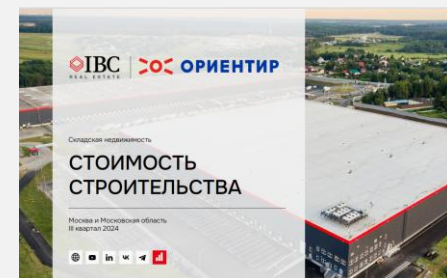 IBC
REAL ESTATE
ОРИЕНТИР
Складская недвижимость
СТОИМОСТЬ
СТРОИТЕЛЬСТВА
Москва и Московская область
III квартал 2024